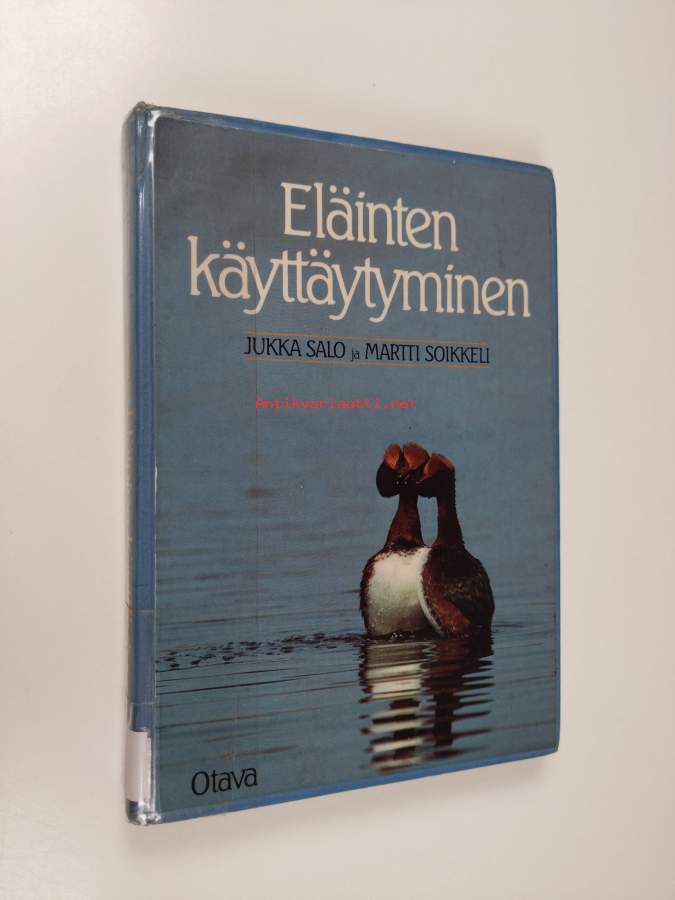 Eläinten
käyttäytyminen
JUKKA SALO ja MARTTI SOIKKELI
Antikvariaatti.net
Otava